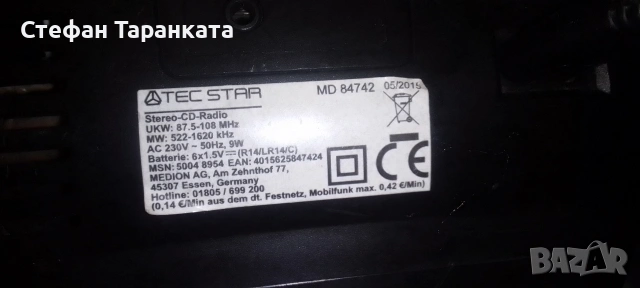 Стефан Таранката
TEC STAR MD 84742 05/2015
Stereo-CD-Radio
UKW: 87.5-108 MHz
MW: 522-1620 kHz
AC 230V ~ 50Hz, 9W
Batterie: 6x1.5V (R14/LR14/C)
MSN: 5004 8954 EAN: 4015625847424
MEDION AG, Am Zehnthof 77,
45307 Essen, Germany
Hotline: 01805 / 699 200
(0,14 €/Min aus dem dt. Festnetz, Mobilfunk max. 0,42 €/Min)
CE
BAZAR